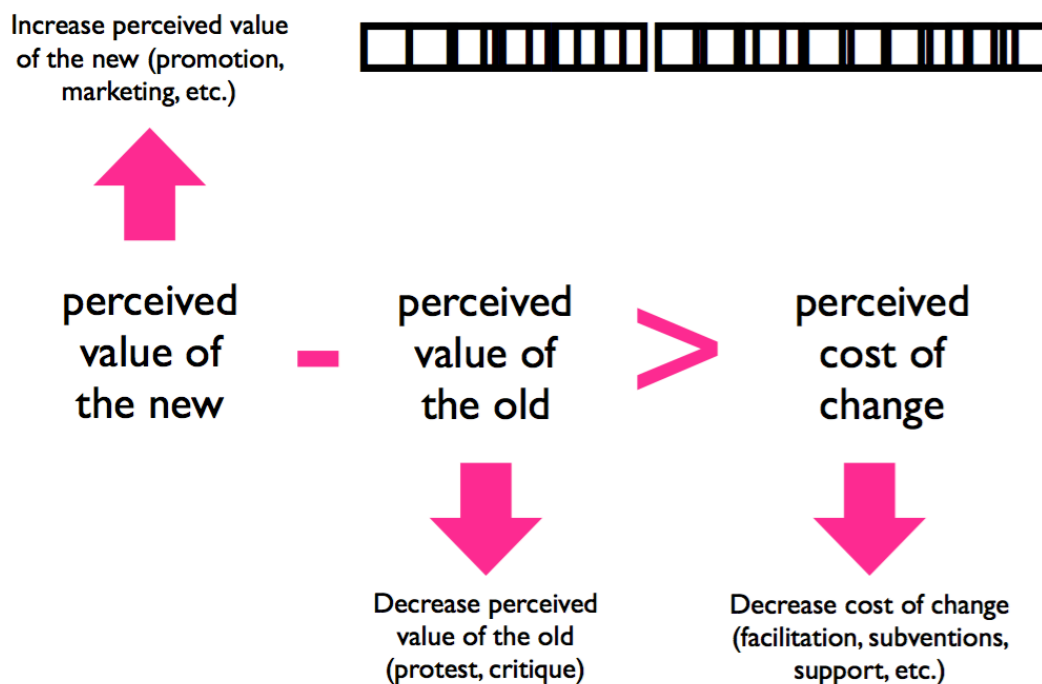 Increase perceived value
of the new (promotion,
marketing, etc.)
perceived
value of
the new
-
perceived
value of
the old
>
perceived
cost of
change
Decrease perceived
value of the old
(protest, critique)
Decrease cost of change
(facilitation, subventions,
support, etc.)